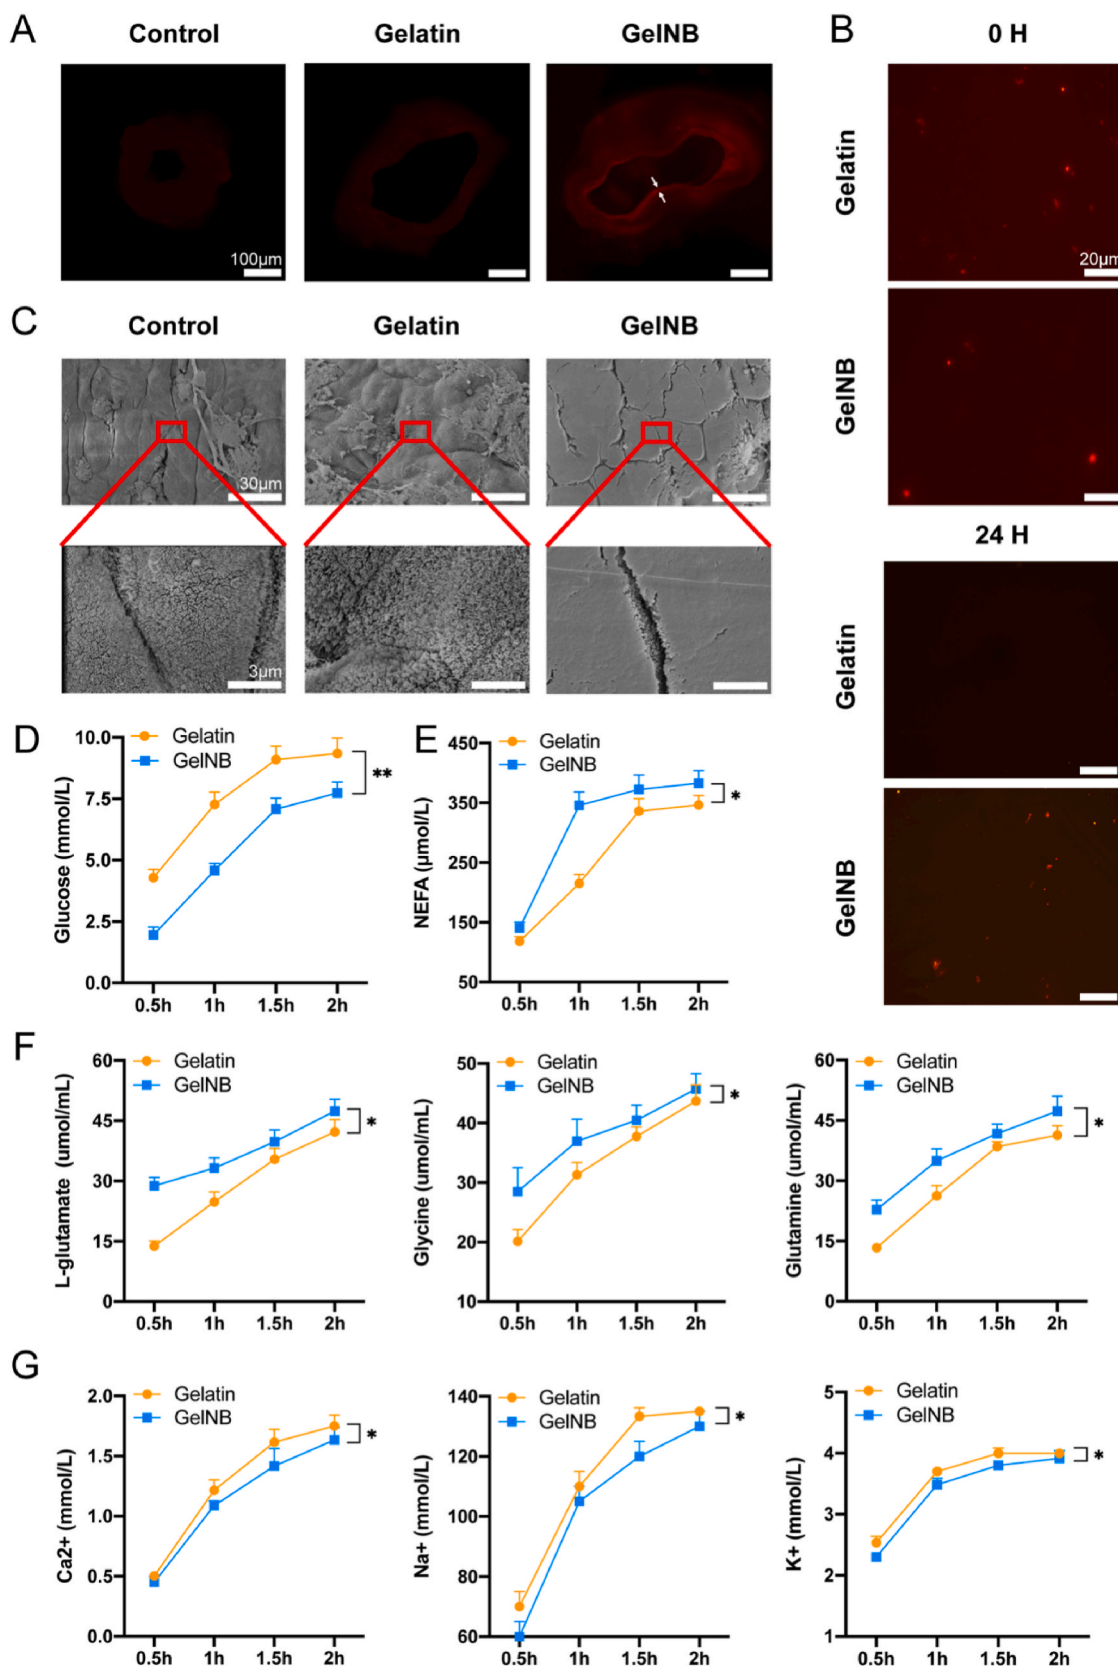 A
Control
Gelatin
GelNB
100μm
B
0 H
Gelatin
20μm
GelNB
24 H
Gelatin
GelNB
C
Control
Gelatin
GelNB
30μm
3μm
D
Gelatin
GelNB
Glucose (mmol/L)
10.0
7.5
5.0
2.5
0.0
0.5h
1h
1.5h
2h
**
E
Gelatin
GelNB
NEFA (μmol/L)
450
350
250
150
50
0.5h
1h
1.5h
2h
*
F
Gelatin
GelNB
L-glutamate (umol/mL)
60
45
30
15
0
0.5h
1h
1.5h
2h
*
Gelatin
GelNB
Glycine (umol/mL)
50
40
30
20
10
0.5h
1h
1.5h
2h
*
Gelatin
GelNB
Glutamine (umol/mL)
60
45
30
15
0
0.5h
1h
1.5h
2h
*
G
Gelatin
GelNB
Ca2+ (mmol/L)
2.0
1.5
1.0
0.5
0.0
0.5h
1h
1.5h
2h
*
Gelatin
GelNB
Na+ (mmol/L)
140
120
100
80
60
0.5h
1h
1.5h
2h
*
Gelatin
GelNB
K+ (mmol/L)
5
4
3
2
1
0.5h
1h
1.5h
2h
*